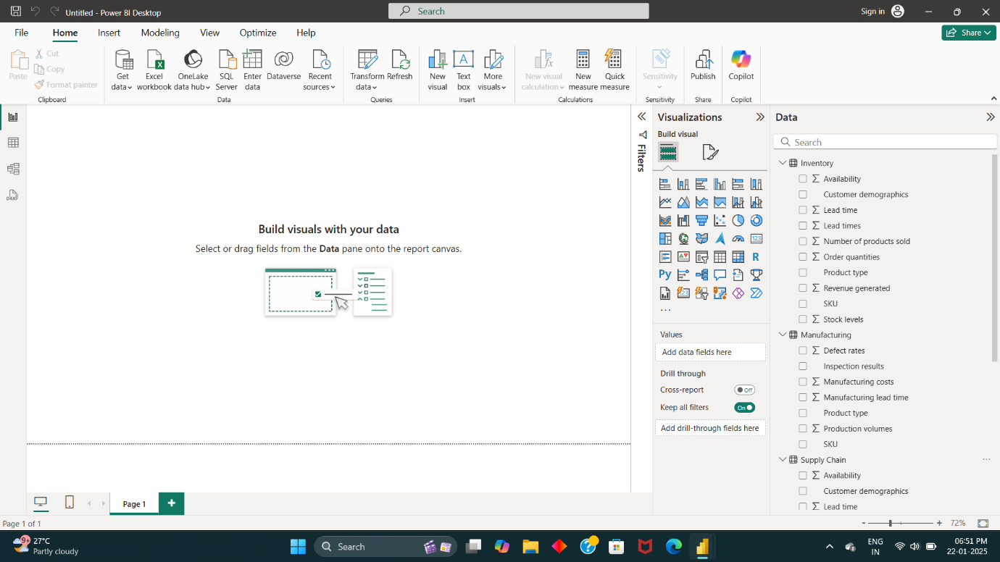 Untitled - Power BI Desktop
Search
Sign in
File
Home
Insert
Modeling
View
Optimize
Help
Share
Paste
Cut
Copy
Format painter
Clipboard
Get data
Excel workbook
OneLake data hub
SQL Server
Enter data
Dataverse
Recent sources
Data
Transform data
Refresh
Queries
New visual
Text box
More visuals
Insert
New visual calculation
New measure
Quick measure
Calculations
Sensitivity
Sensitivity
Publish
Share
Copilot
Copilot
Build visuals with your data
Select or drag fields from the Data pane onto the report canvas.
Filters
Visualizations
Build visual
R
Py
123
Values
Add data fields here
Drill through
Cross-report
Off
Keep all filters
On
Add drill-through fields here
Data
Search
Inventory
Σ Availability
Customer demographics
Σ Lead time
Σ Lead times
Σ Number of products sold
Σ Order quantities
Product type
Σ Revenue generated
SKU
Σ Stock levels
Manufacturing
Σ Defect rates
Inspection results
Σ Manufacturing costs
Σ Manufacturing lead time
Product type
Σ Production volumes
SKU
Supply Chain
Σ Availability
Customer demographics
Σ Lead time
DAX
Page 1
Page 1 of 1
- + 72%
9+
27°C
Partly cloudy
Search
ENG
IN
06:51 PM
22-01-2025